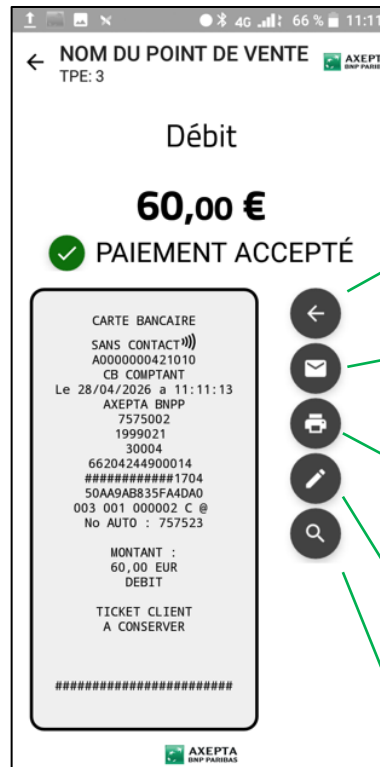 4G 66 % 11:11
NOM DU POINT DE VENTE
AXEPT
BNP PARIB
TPE: 3
Débit
60,00 €
PAIEMENT ACCEPTÉ
CARTE BANCAIRE
SANS CONTACT
A0000000421010
CB COMPTANT
Le 28/04/2026 a 11:11:13
AXEPTA BNPP
7575002
1999021
30004
66204244900014
############1704
50AA9AB835FA4DA0
003 001 000002 C @
No AUTO : 757523
MONTANT :
60,00 EUR
DEBIT
TICKET CLIENT
A CONSERVER
########################
AXEPTA
BNP PARIBAS